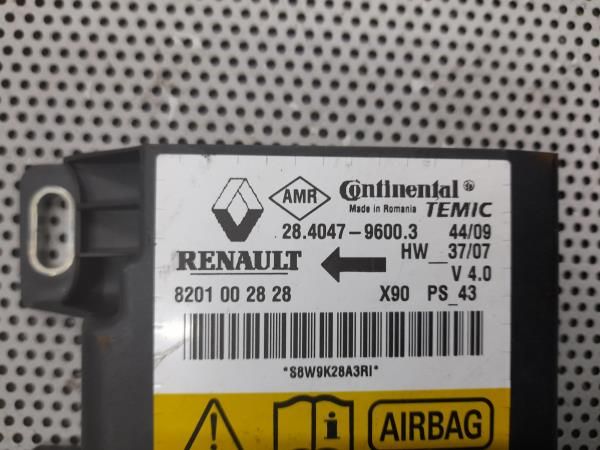 AMR Continental®
Made in Romania TEMIC
28.4047-9600.3 44/09
RENAULT HW_37/07
V 4.0
8201 00 28 28 X90 PS_43
*S8W9K28A3RI*
i AIRBAG